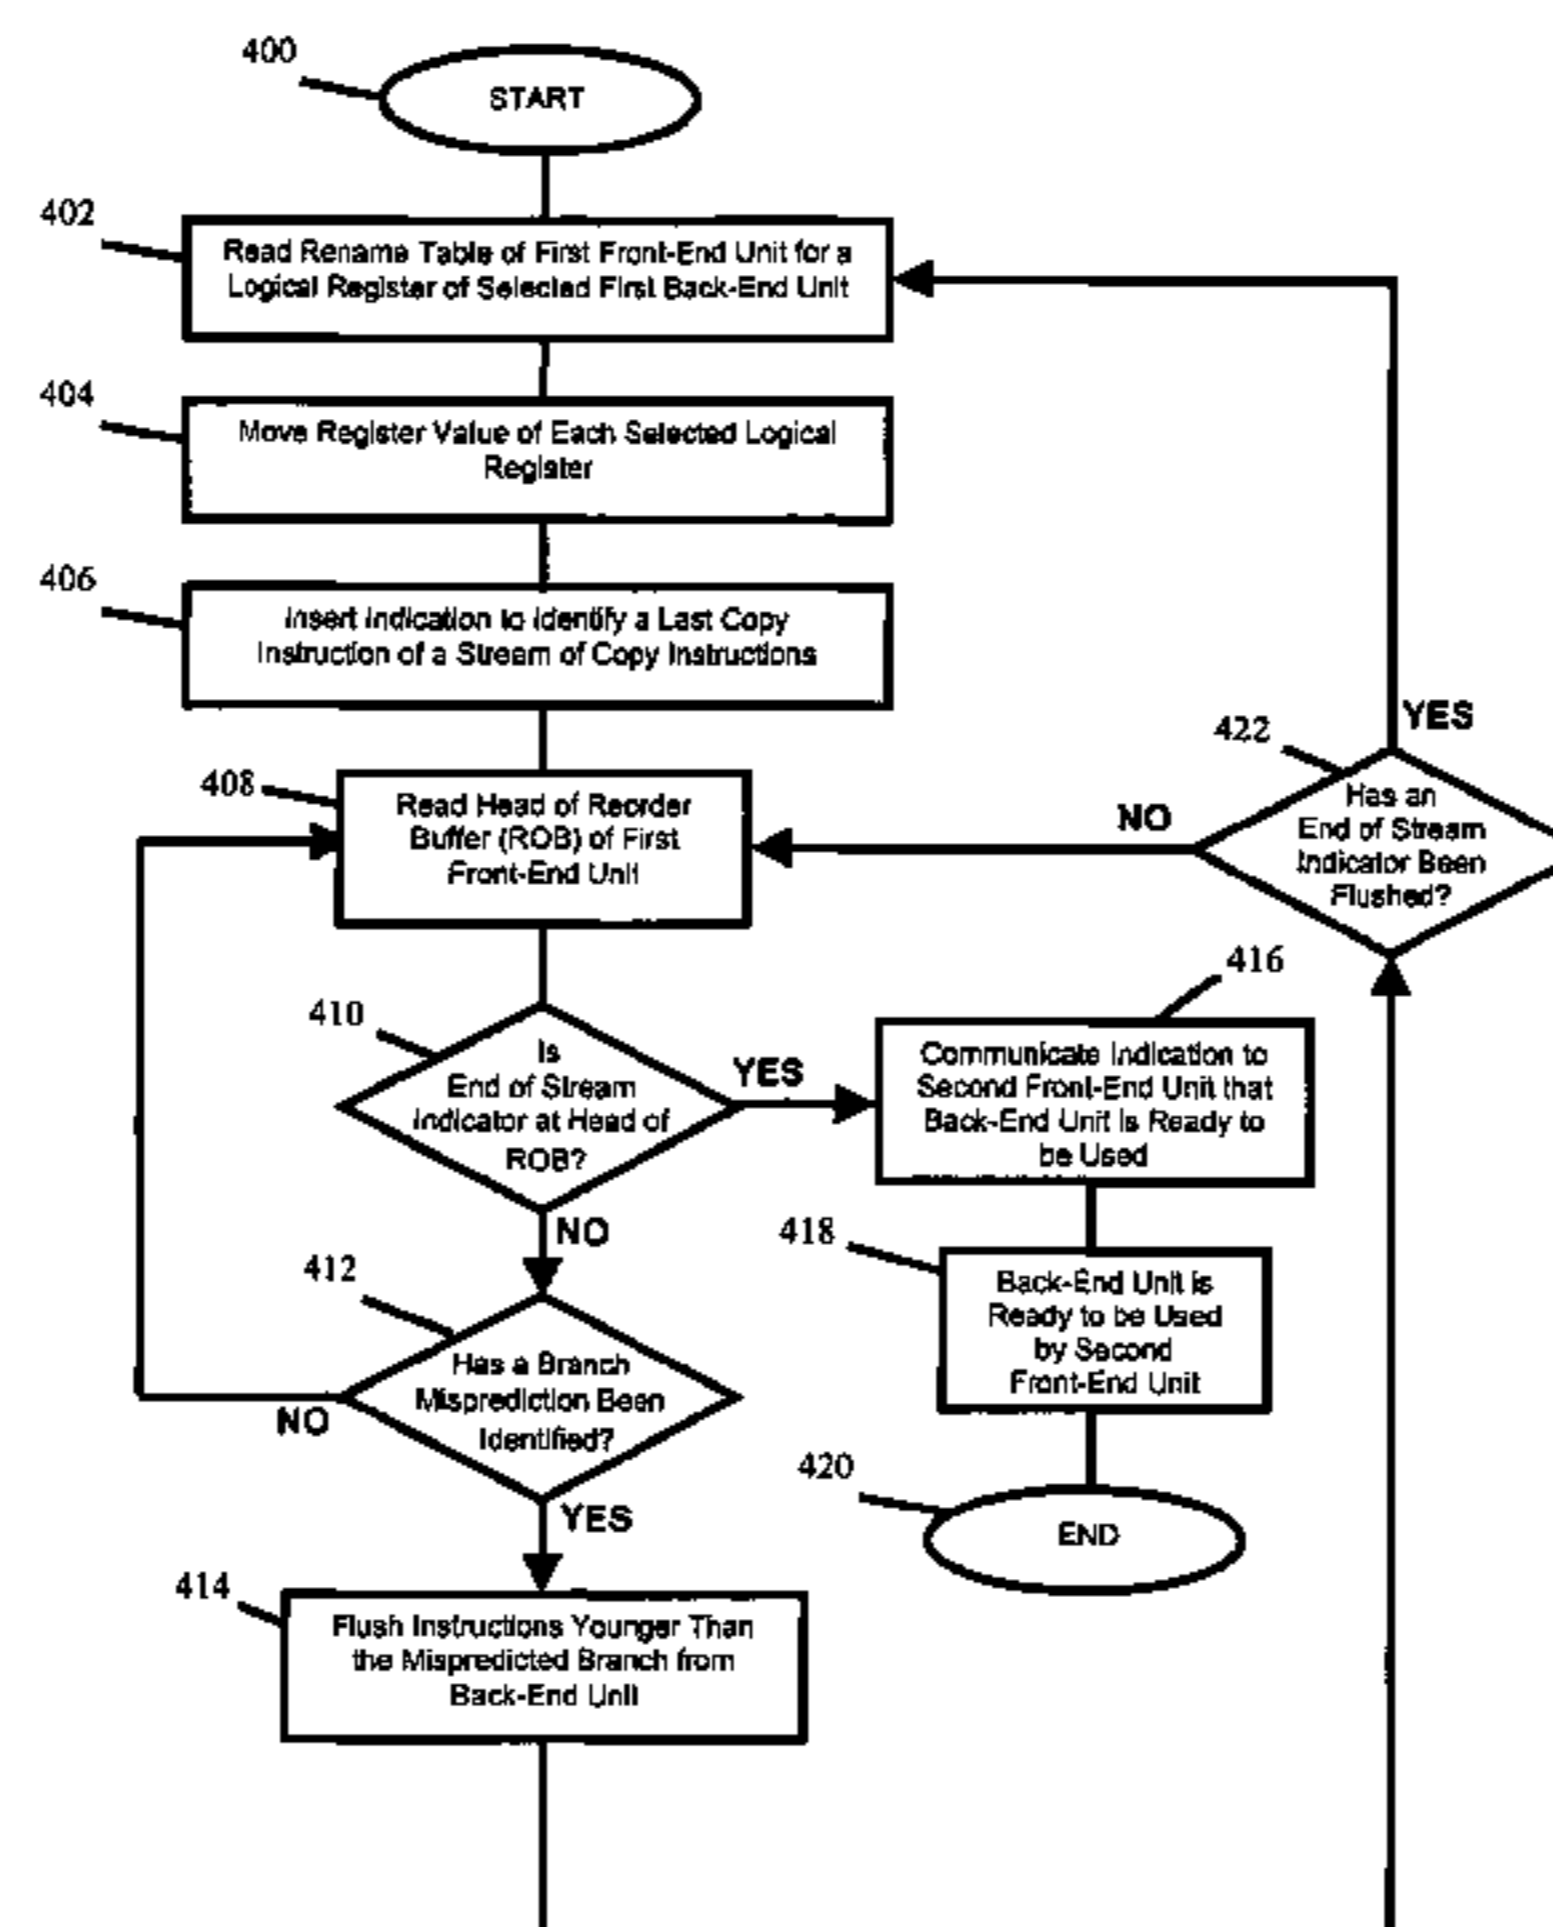 400
START
402
Read Rename Table of First Front-End Unit for a
Logical Register of Selected First Back-End Unit
404
Move Register Value of Each Selected Logical
Register
406
Insert Indication to Identify a Last Copy
Instruction of a Stream of Copy Instructions
408
Read Head of Reorder
Buffer (ROB) of First
Front-End Unit
422
YES
NO
Has an
End of Stream
Indicator Been
Flushed?
410
Is
End of Stream
Indicator at Head of
ROB?
YES
NO
416
Communicate Indication to
Second Front-End Unit that
Back-End Unit is Ready to
be Used
418
Back-End Unit is
Ready to be Used
by Second
Front-End Unit
412
Has a Branch
Misprediction Been
Identified?
NO
YES
420
END
414
Flush Instructions Younger Than
the Mispredicted Branch from
Back-End Unit